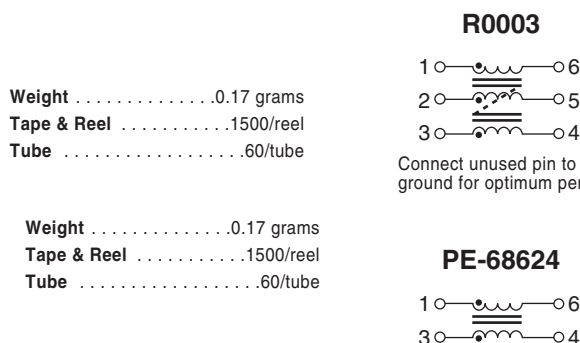 R0003
1 6
Weight . . . . . . . . . . . . . .0.17 grams
2 5
Tape & Reel . . . . . . . . . . .1500/reel
3 4
Tube . . . . . . . . . . . . . . . . . .60/tube
Connect unused pin to
ground for optimum
Weight . . . . . . . . . . . . . .0.17 grams
Tape & Reel . . . . . . . . . . .1500/reel
Tube . . . . . . . . . . . . . . . . . .60/tube
PE-68624
1 6
3 4